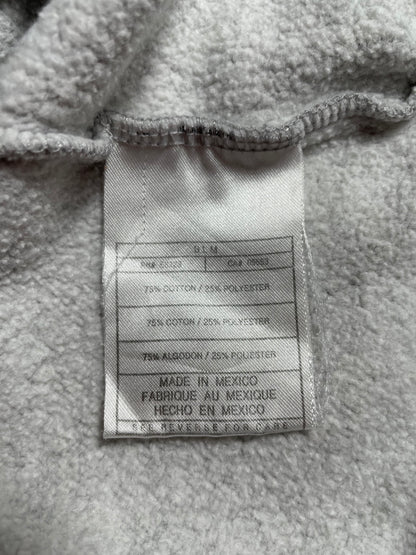 75% COTTON / 25% POLYESTER
75% COTON / 25% POLYESTER
75% ALGODON / 25% POLIESTER
MADE IN MEXICO
FABRIQUE AU MEXIQUE
HECHO EN MEXICO
SEE REVERSE FOR CARE